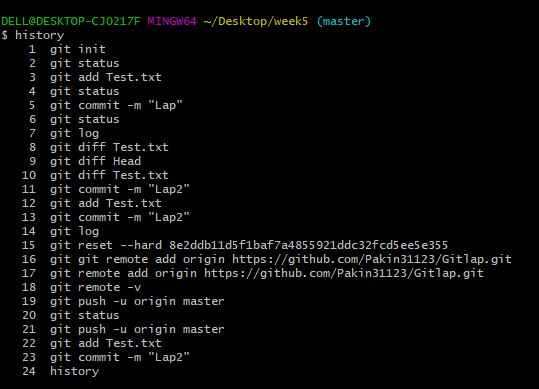 DELL@DESKTOP-CJO217F MINGW64 ~/Desktop/week5 (master)
$ history
1 git init
2 git status
3 git add Test.txt
4 git status
5 git commit -m "Lap"
6 git status
7 git log
8 git diff Test.txt
9 git diff Head
10 git diff Test.txt
11 git commit -m "Lap2"
12 git add Test.txt
13 git commit -m "Lap2"
14 git log
15 git reset --hard 8e2ddb11d5f1baf7a4855921ddc32fcd5ee5e355
16 git git remote add origin https://github.com/Pakin31123/Gitlap.git
17 git remote add origin https://github.com/Pakin31123/Gitlap.git
18 git remote -v
19 git push -u origin master
20 git status
21 git push -u origin master
22 git add Test.txt
23 git commit -m "Lap2"
24 history